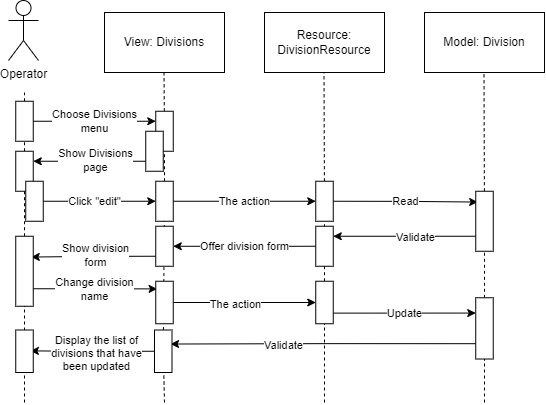 Resource:
View: Divisions
DivisionResource
Model: Division
Operator
Choose Divisions
menu
Show Divisions
page
Click "edit"
The action
Read
Validate
Show division
form
Offer division form
Change division
name
The action
Update
Display the list of
divisions that have
been updated
Validate